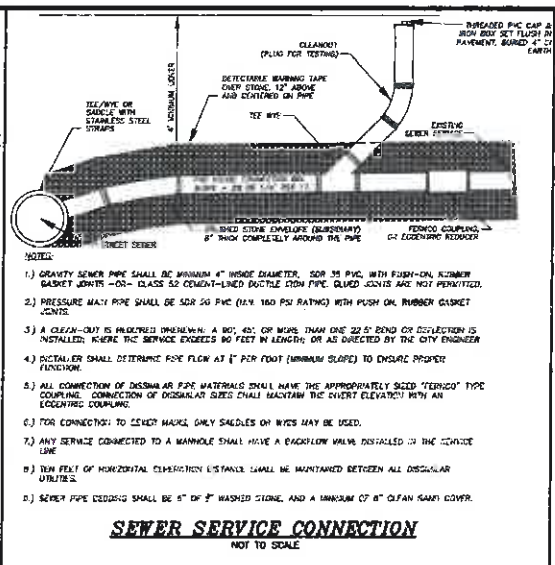 THREADED PVC CAP &
IRON BOX SET FLUSH IN
PAVEMENT, BURIED 4" OF
EARTH
CLEANOUT
(PLUG FOR TESTING)
DETECTABLE WARNING TAPE
OVER STONE, 12" ABOVE
AND CENTERED ON PIPE
4' MINIMUM COVER
TEE/WYE OR
SADDLE WITH
STAINLESS STEEL
STRAPS
TEE WYE
EXISTING
SEWER SERVICE
STREET SEWER
STONE ENVELOPE (SUBSIDIARY)
6" THICK COMPLETELY AROUND THE PIPE
FERNCO COUPLING,
OR ECCENTRIC REDUCER
NOTES:
1.) GRAVITY SEWER PIPE SHALL BE MINIMUM 4" INSIDE DIAMETER, SDR 35 PVC, WITH PUSH-ON, RUBBER
GASKET JOINTS -OR- CLASS 52 CEMENT-LINED DUCTILE IRON PIPE. GLUED JOINTS ARE NOT PERMITTED.
2.) PRESSURE MAIN PIPE SHALL BE SDR 26 PVC (MIN. 160 PSI RATING) WITH PUSH ON, RUBBER GASKET
JOINTS.
3.) A CLEAN-OUT IS REQUIRED WHEREVER: A 90°, 45°, OR MORE THAN ONE 22.5° BEND OR DEFLECTION IS
INSTALLED; WHERE THE SERVICE EXCEEDS 90 FEET IN LENGTH; OR AS DIRECTED BY THE CITY ENGINEER
4.) INSTALLER SHALL DETERMINE PIPE FLOW AT PER FOOT (MINIMUM SLOPE) TO ENSURE PROPER
FUNCTION.
5.) ALL CONNECTION OF DISSIMILAR PIPE MATERIALS SHALL HAVE THE APPROPRIATELY SIZED "FERNCO" TYPE
COUPLING. CONNECTION OF DISSIMILAR SIZES SHALL MAINTAIN THE INVERT ELEVATION WITH AN
ECCENTRIC COUPLING.
6.) FOR CONNECTION TO SEWER MAINS, ONLY SADDLES OR WYES MAY BE USED.
7.) ANY SERVICE CONNECTED TO A MANHOLE SHALL HAVE A BACKFLOW VALVE INSTALLED IN THE SERVICE
LINE
8.) TEN FEET OF HORIZONTAL SEPARATION DISTANCE SHALL BE MAINTAINED BETWEEN ALL DISSIMILAR
UTILITIES.
9.) SEWER PIPE BEDDING SHALL BE 6" OF WASHED STONE, AND A MINIMUM OF 6" CLEAN SAND COVER.
SEWER SERVICE CONNECTION
NOT TO SCALE